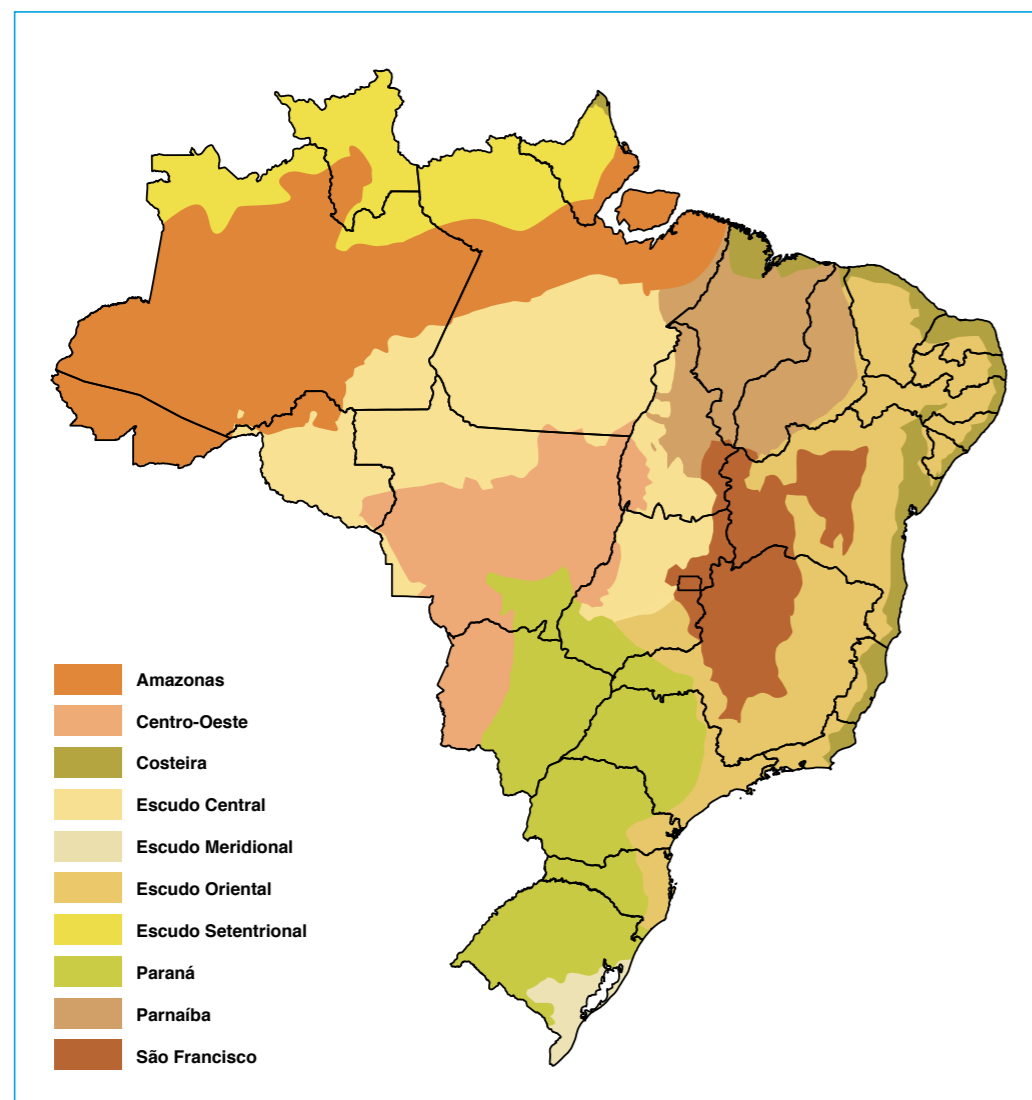 Amazonas
Centro-Oeste
Costeira
Escudo Central
Escudo Meridional
Escudo Oriental
Escudo Setentrional
Paraná
Parnaíba
São Francisco